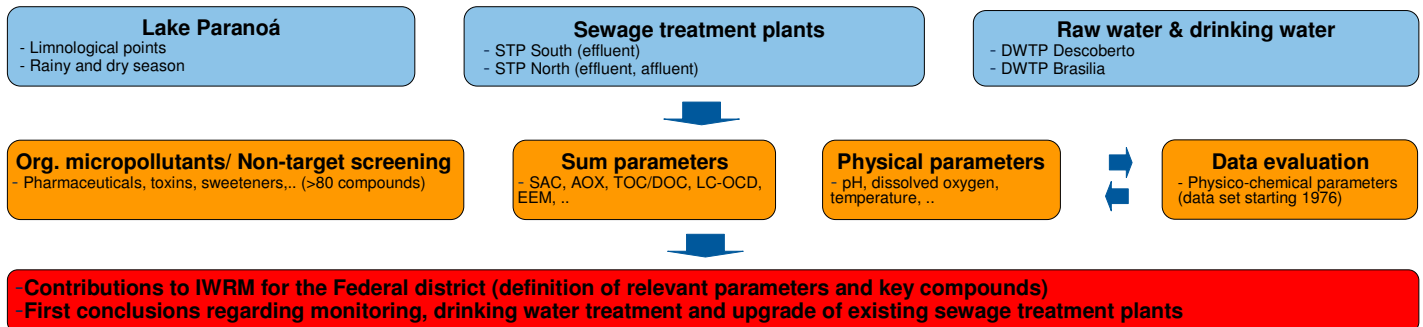 Lake Paranoá
- Limnological points
- Rainy and dry season
Sewage treatment plants
- STP South (effluent)
- STP North (effluent, affluent)
Raw water & drinking water
- DWTP Descoberto
- DWTP Brasilia
Org. micropollutants/ Non-target screening
- Pharmaceuticals, toxins, sweeteners,.. (>80 compounds)
Sum parameters
- SAC, AOX, TOC/DOC, LC-OCD,
EEM, ..
Physical parameters
- pH, dissolved oxygen,
temperature, ..
Data evaluation
- Physico-chemical parameters
(data set starting 1976)
-Contributions to IWRM for the Federal district (definition of relevant parameters and key compounds)
-First conclusions regarding monitoring, drinking water treatment and upgrade of existing sewage treatment plants